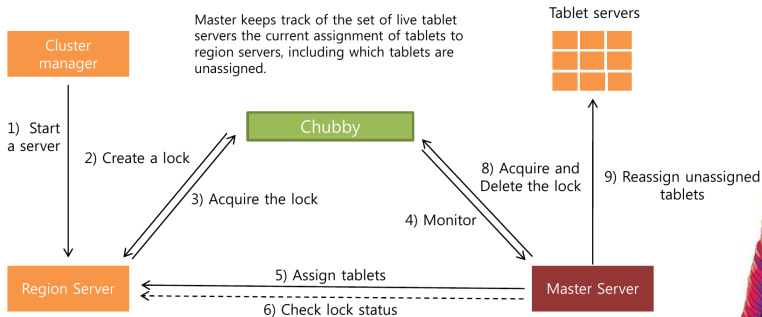 Master keeps track of the set of live tablet
servers the current assignment of tablets to
region servers, including which tablets are
unassigned.
Tablet servers
Cluster
manager
Chubby
1) Start
a server
2) Create a lock
3) Acquire the lock
4) Monitor
8) Acquire and
Delete the lock
9) Reassign unassigned
tablets
Region Server
5) Assign tablets
6) Check lock status
Master Server